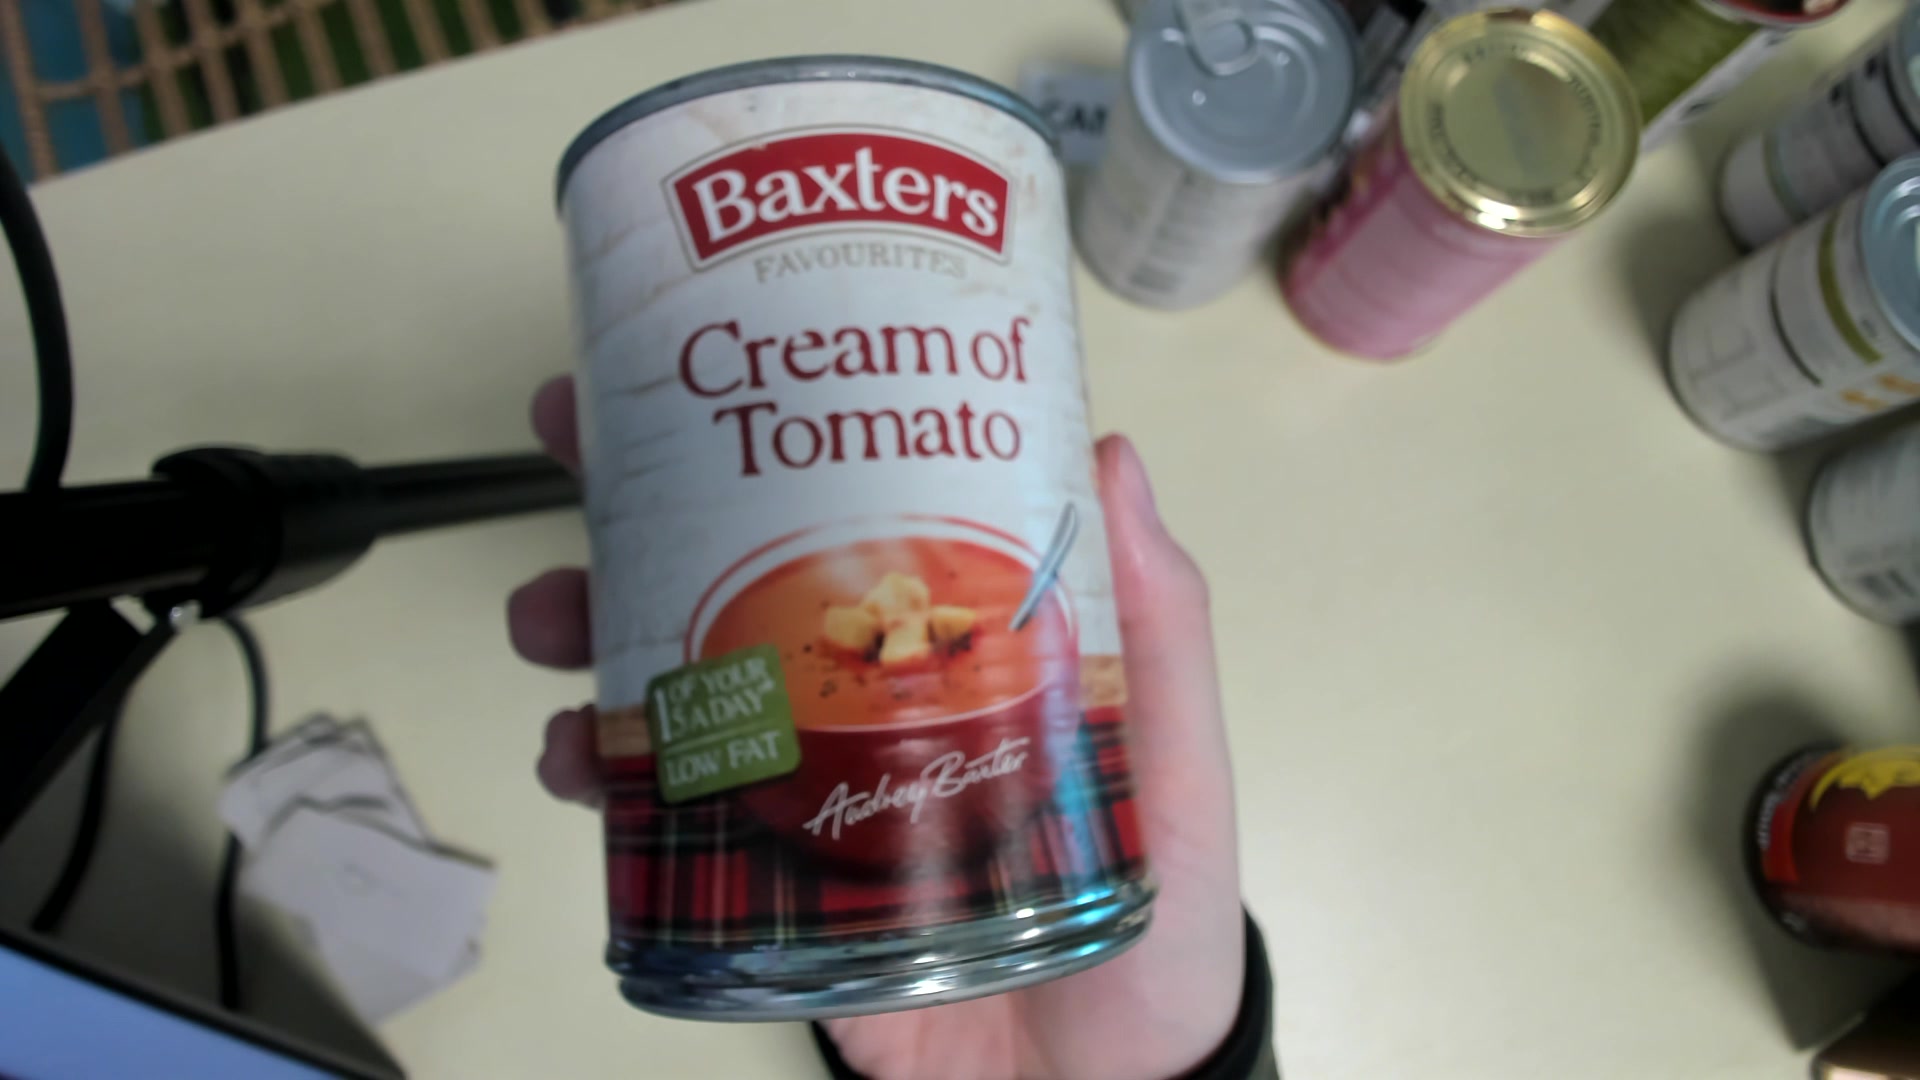 Baxters
FAVOURITES
Cream of
Tomato
1 OF YOUR
5 A DAY*
LOW FAT
Audrey Baxter